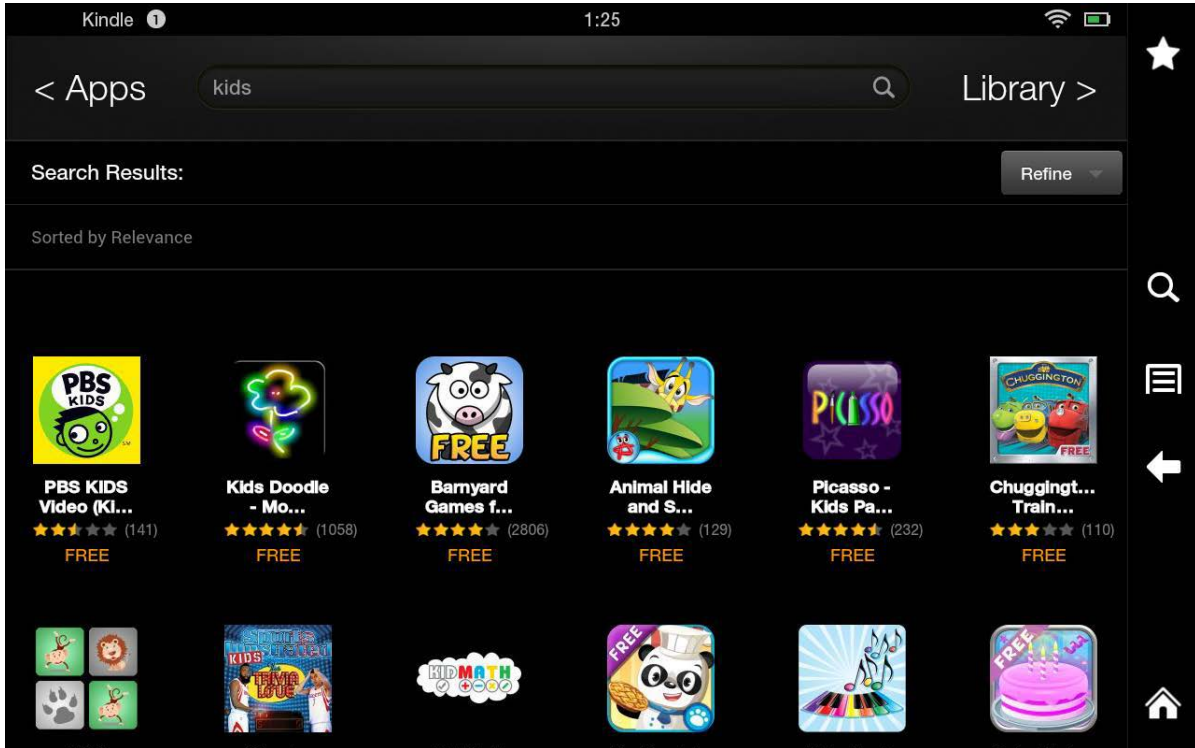 Kindle 1 1:25
< Apps kids Library >
Search Results: Refine
Sorted by Relevance
PBS
KIDS
FREE
PICASSO
CHUGGINGTON
FREE
PBS KIDS
Video (Ki...
(141)
FREE
Kids Doodle
- Mo...
(1058)
FREE
Barnyard
Games f...
(2806)
FREE
Animal Hide
and S...
(129)
FREE
Picasso -
Kids Pa...
(232)
FREE
Chuggingt...
Train...
(110)
FREE
Sports
Illustrated
KIDS
TRIVIA
LOVE
KIDMATH
FREE
FREE